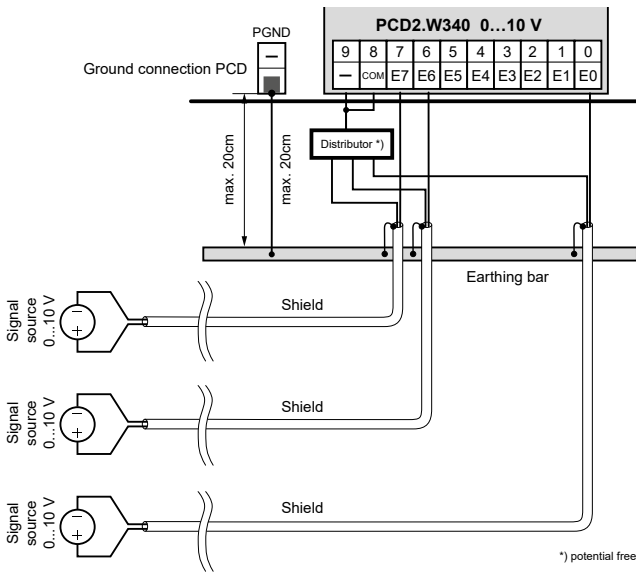 PCD2.W340 0…10 V
PGND
–
Ground connection PCD
9 8 7 6 5 4 3 2 1 0
– COM E7 E6 E5 E4 E3 E2 E1 E0
Distributor *)
max. 20cm
max. 20cm
Earthing bar
Signal
source
0...10 V
–
+
Shield
Signal
source
0...10 V
–
+
Shield
Signal
source
0...10 V
–
+
Shield
*) potential free